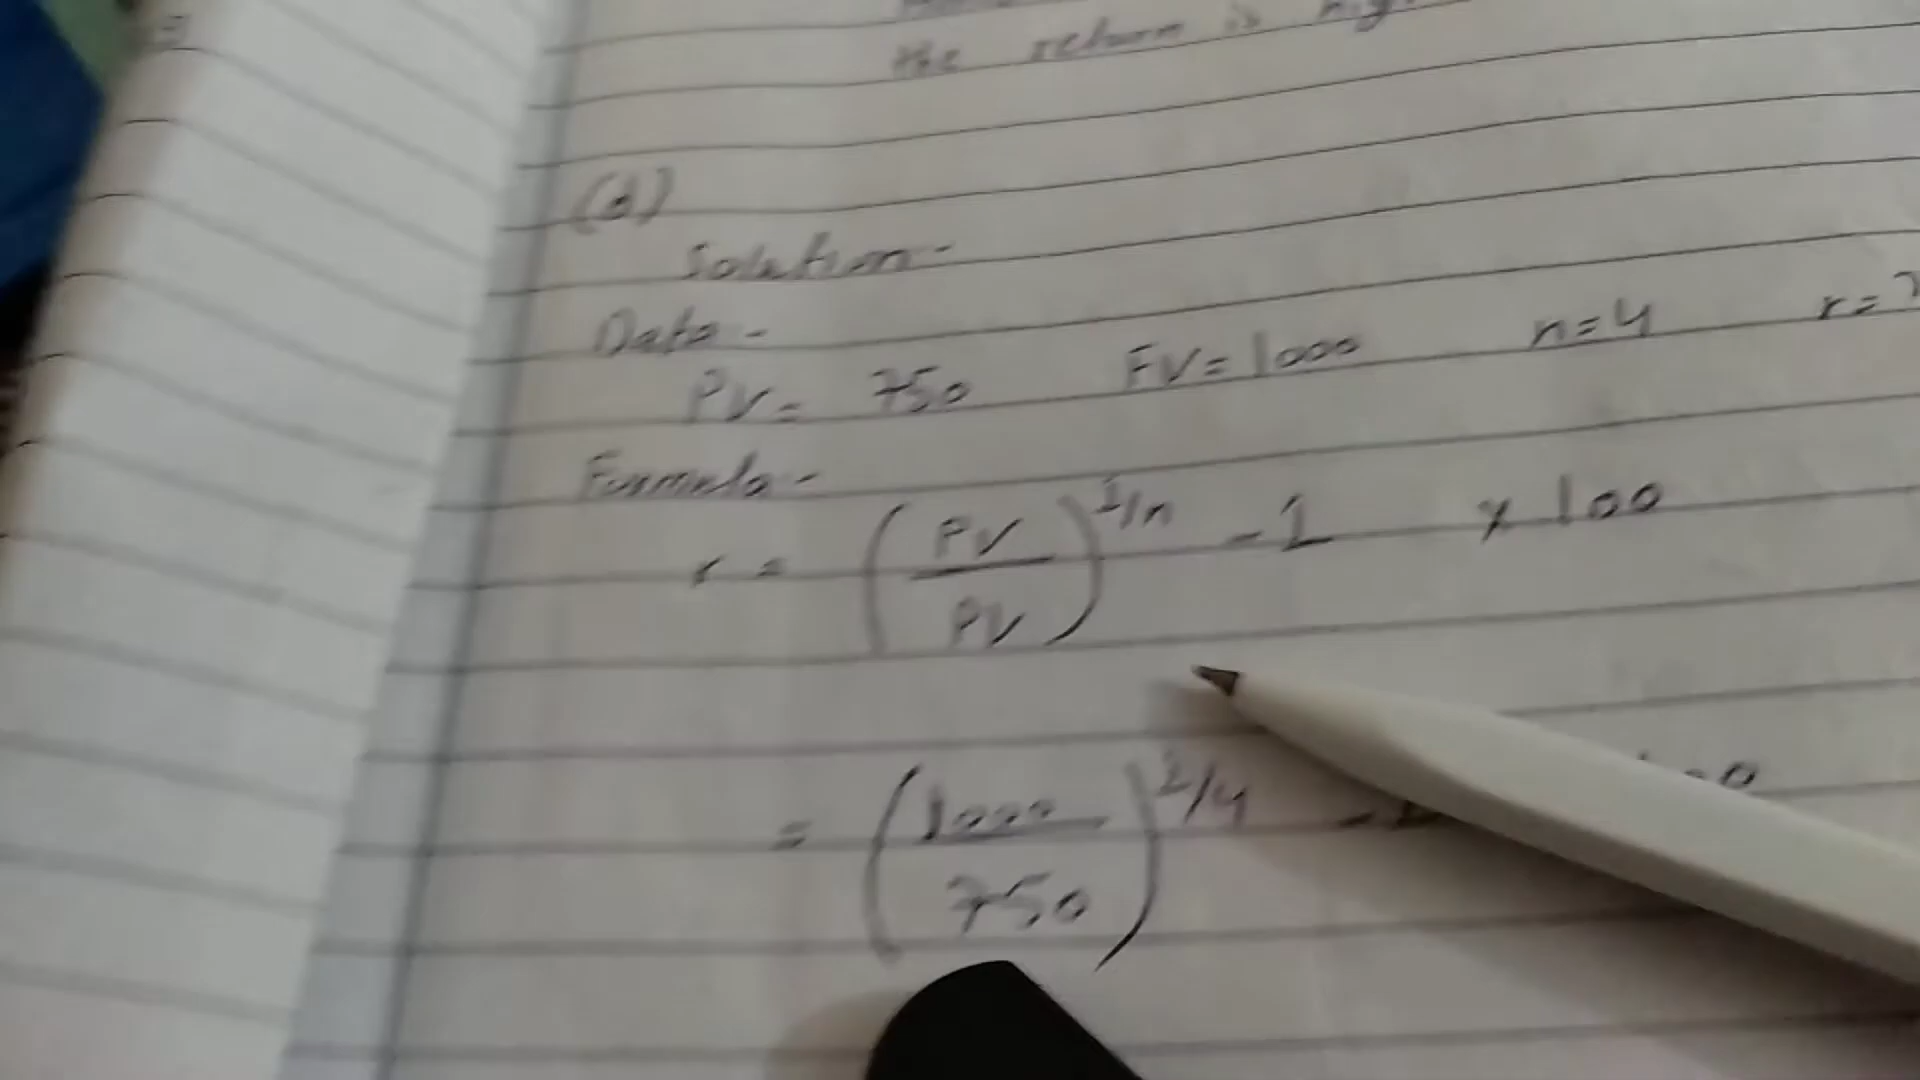 the return is
(d)
Solution:-
Data:-
PV = 750 FV = 1000 n=4 r=?
Formula:-
r = (PV/PV)^1/n - 1 x 100
= (1000/750)^1/4 - 1